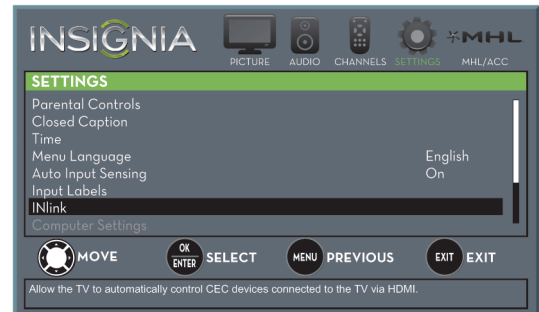 INSIGNIA
MHL
PICTURE AUDIO CHANNELS SETTINGS MHL/ACC
SETTINGS
Parental Controls
Closed Caption
Time
Menu Language English
Auto Input Sensing On
Input Labels
INlink
Computer Settings
MOVE OK ENTER SELECT MENU PREVIOUS EXIT EXIT
Allow the TV to automatically control CEC devices connected to the TV via HDMI.